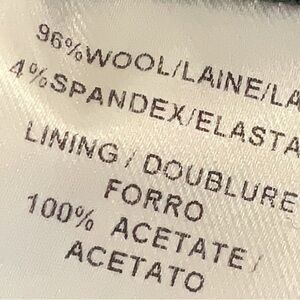 96%WOOL/LAINE/LA
4%SPANDEX/ELASTA
LINING / DOUBLURE
FORRO
100% ACETATE /
ACETATO